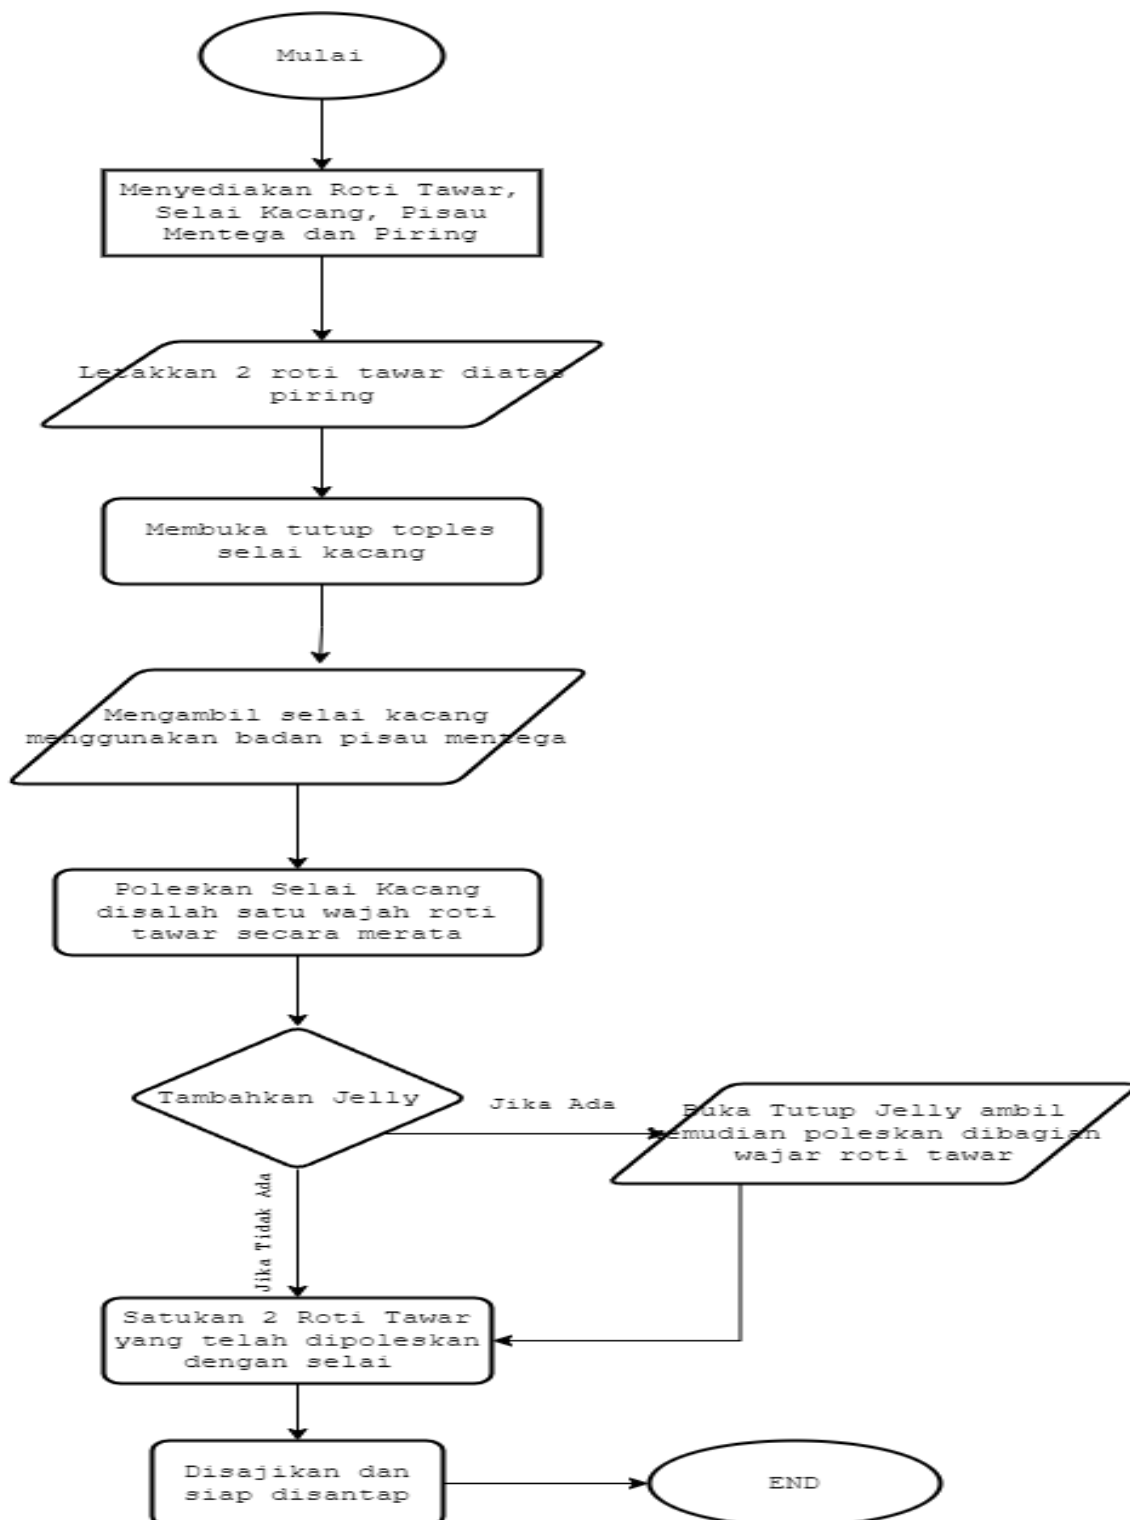 Mulai
Menyediakan Roti Tawar,
Selai Kacang, Pisau
Mentega dan Piring
Letakkan 2 roti tawar diatas
piring
Membuka tutup toples
selai kacang
Mengambil selai kacang
menggunakan badan pisau mentega
Poleskan Selai Kacang
disalah satu wajah roti
tawar secara merata
Tambahkan Jelly
Jika Ada
Buka Tutup Jelly ambil
kemudian poleskan dibagian
wajar roti tawar
Jika Tidak Ada
Satukan 2 Roti Tawar
yang telah dipoleskan
dengan selai
Disajikan dan
siap disantap
END